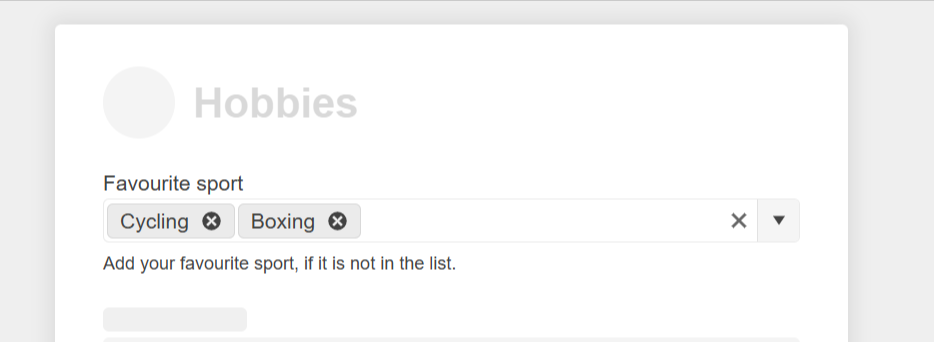 Hobbies
Favourite sport
Cycling Boxing
Add your favourite sport, if it is not in the list.